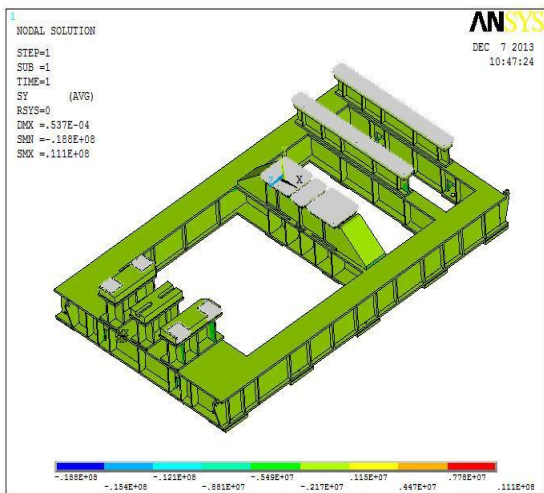 1
NODAL SOLUTION
ANSYS
DEC 7 2013
10:47:24
STEP=1
SUB =1
TIME=1
SY (AVG)
RSYS=0
DMX =.537E-04
SMN =-.188E+08
SMX =.111E+08
Z
X
-.188E+08 -.121E+08 -.549E+07 .115E+07 .778E+07
-.154E+08 -.881E+07 -.217E+07 .447E+07 .111E+08